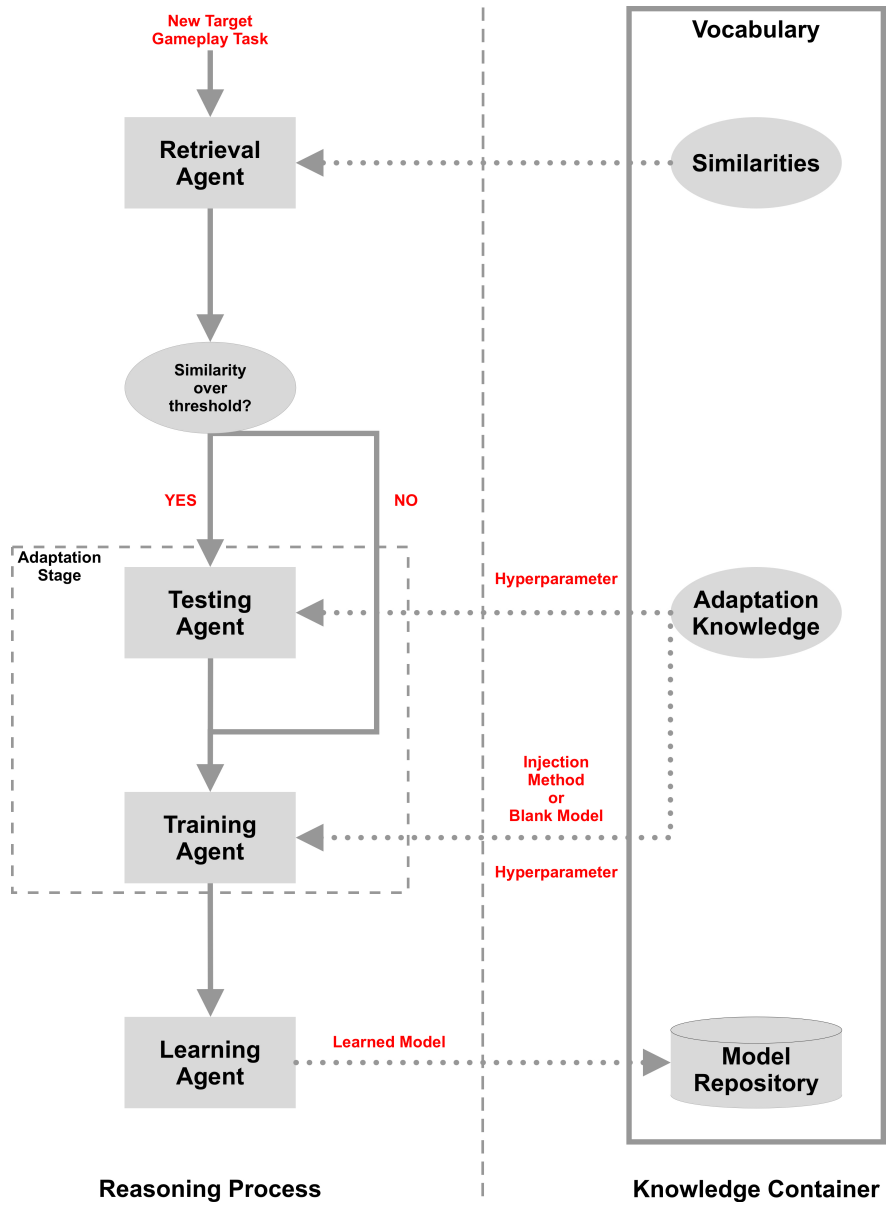 New Target
Gameplay Task
Vocabulary
Retrieval
Agent
Similarities
Similarity
over
threshold?
YES
NO
Adaptation
Stage
Testing
Agent
Hyperparameter
Adaptation
Knowledge
Injection
Method
or
Blank Model
Training
Agent
Hyperparameter
Learning
Agent
Learned Model
Model
Repository
Reasoning Process
Knowledge Container